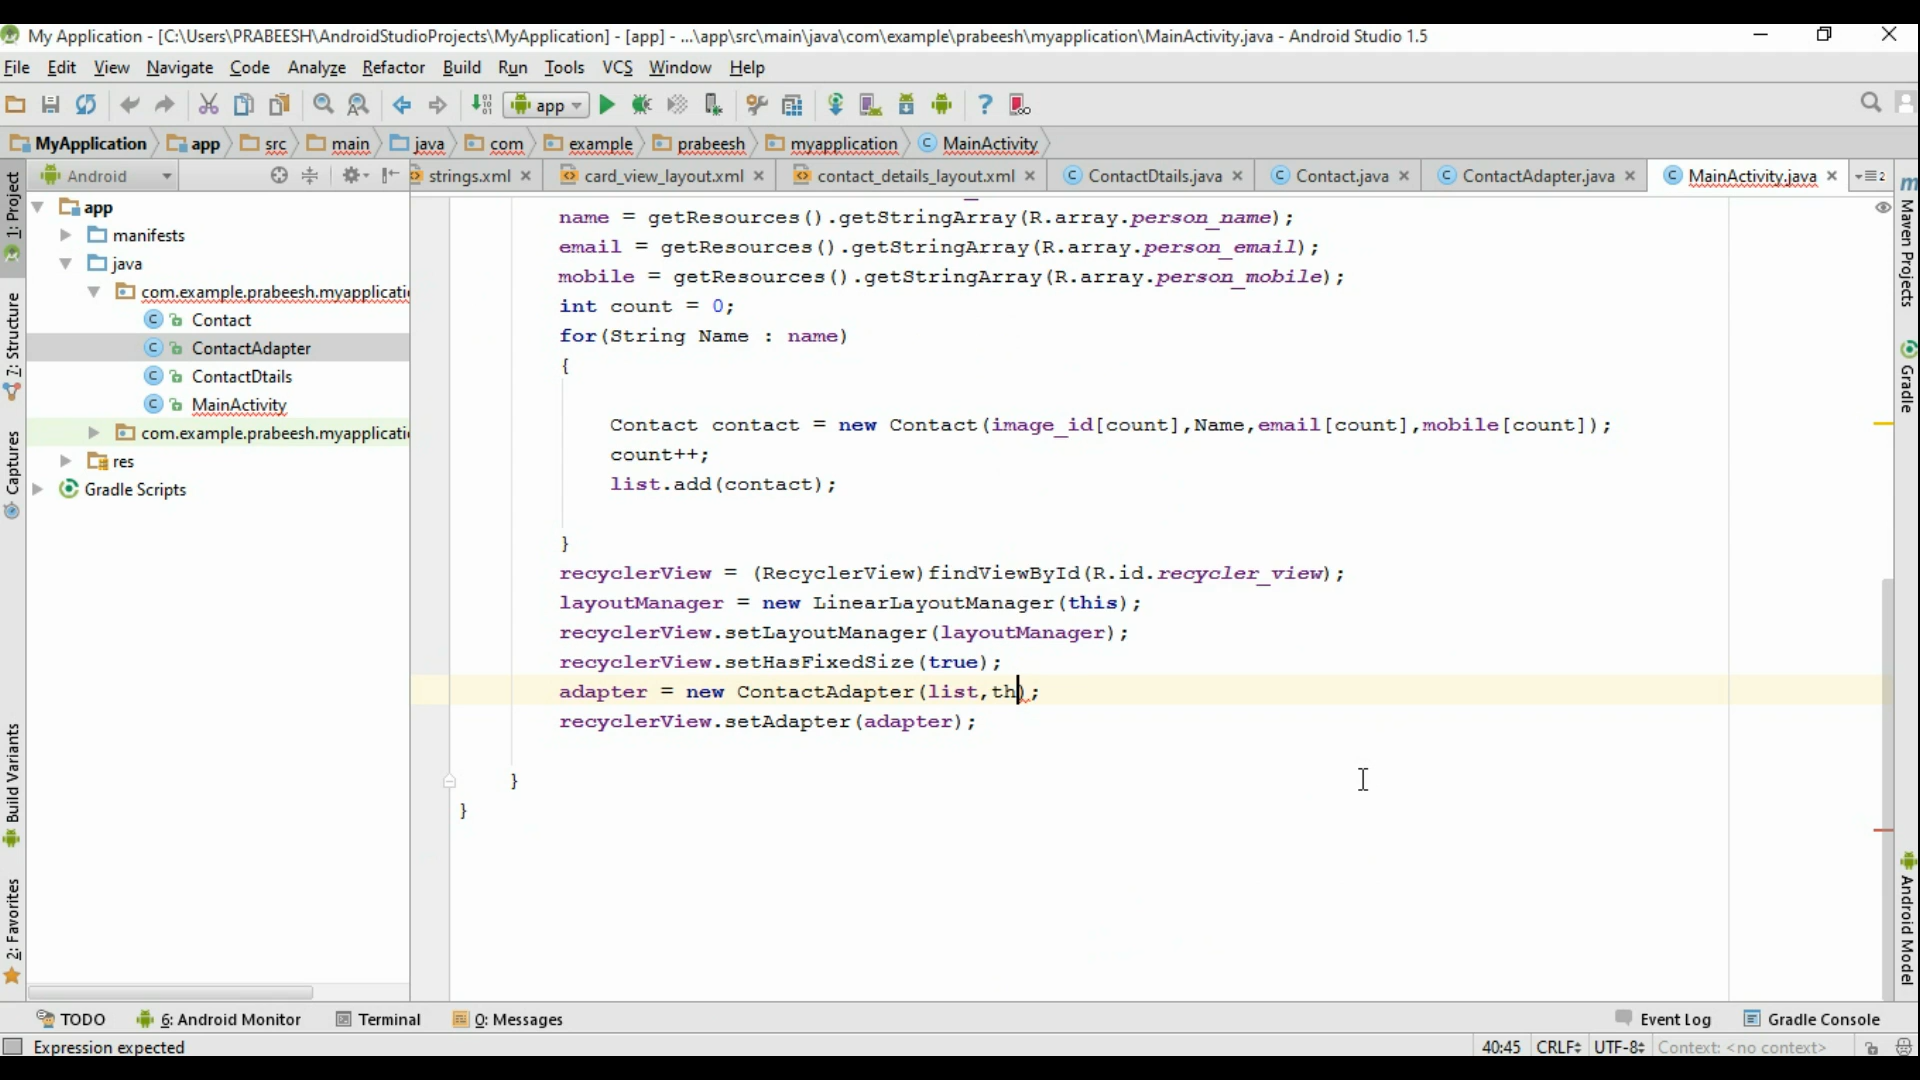 My Application - [C:\Users\PRABEESH\AndroidStudioProjects\MyApplication] - [app] - ...\app\src\main\java\com\example\prabeesh\myapplication\MainActivity.java - Android Studio 1.5
File Edit View Navigate Code Analyze Refactor Build Run Tools VCS Window Help
app
MyApplication app src main java com example prabeesh myapplication MainActivity
Android
strings.xml card_view_layout.xml contact_details_layout.xml ContactDtails.java Contact.java ContactAdapter.java MainActivity.java 2
1: Project
7: Structure
Captures
Build Variants
2: Favorites
app
manifests
java
com.example.prabeesh.myapplicati
Contact
ContactAdapter
ContactDtails
MainActivity
com.example.prabeesh.myapplicati
res
Gradle Scripts
name = getResources().getStringArray(R.array.person_name);
email = getResources().getStringArray(R.array.person_email);
mobile = getResources().getStringArray(R.array.person_mobile);
int count = 0;
for(String Name : name)
{
Contact contact = new Contact(image_id[count],Name,email[count],mobile[count]);
count++;
list.add(contact);
}
recyclerView = (RecyclerView)findViewById(R.id.recycler_view);
layoutManager = new LinearLayoutManager(this);
recyclerView.setLayoutManager(layoutManager);
recyclerView.setHasFixedSize(true);
adapter = new ContactAdapter(list,th);
recyclerView.setAdapter(adapter);
}
}
m
Maven Projects
Gradle
Android Model
TODO 6: Android Monitor Terminal 0: Messages Event Log Gradle Console
Expression expected 40:45 CRLF UTF-8 Context: <no context>